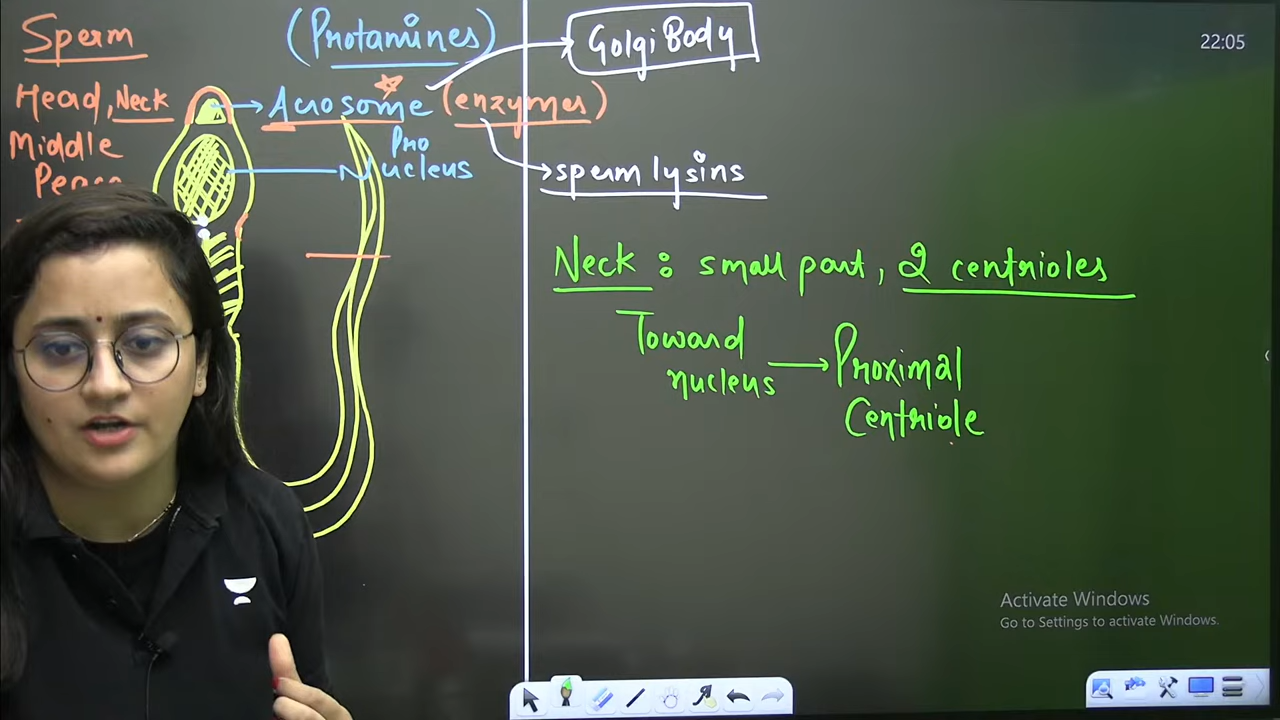 Sperm
(Protamines)
Golgi Body
22:05
Head, Neck
Acrosome (enzymes)
Middle
Pro
Nucleus
sperm lysins
Neck : small part, 2 centrioles
Toward
nucleus
Proximal
Centriole
Activate Windows
Go to Settings to activate Windows.